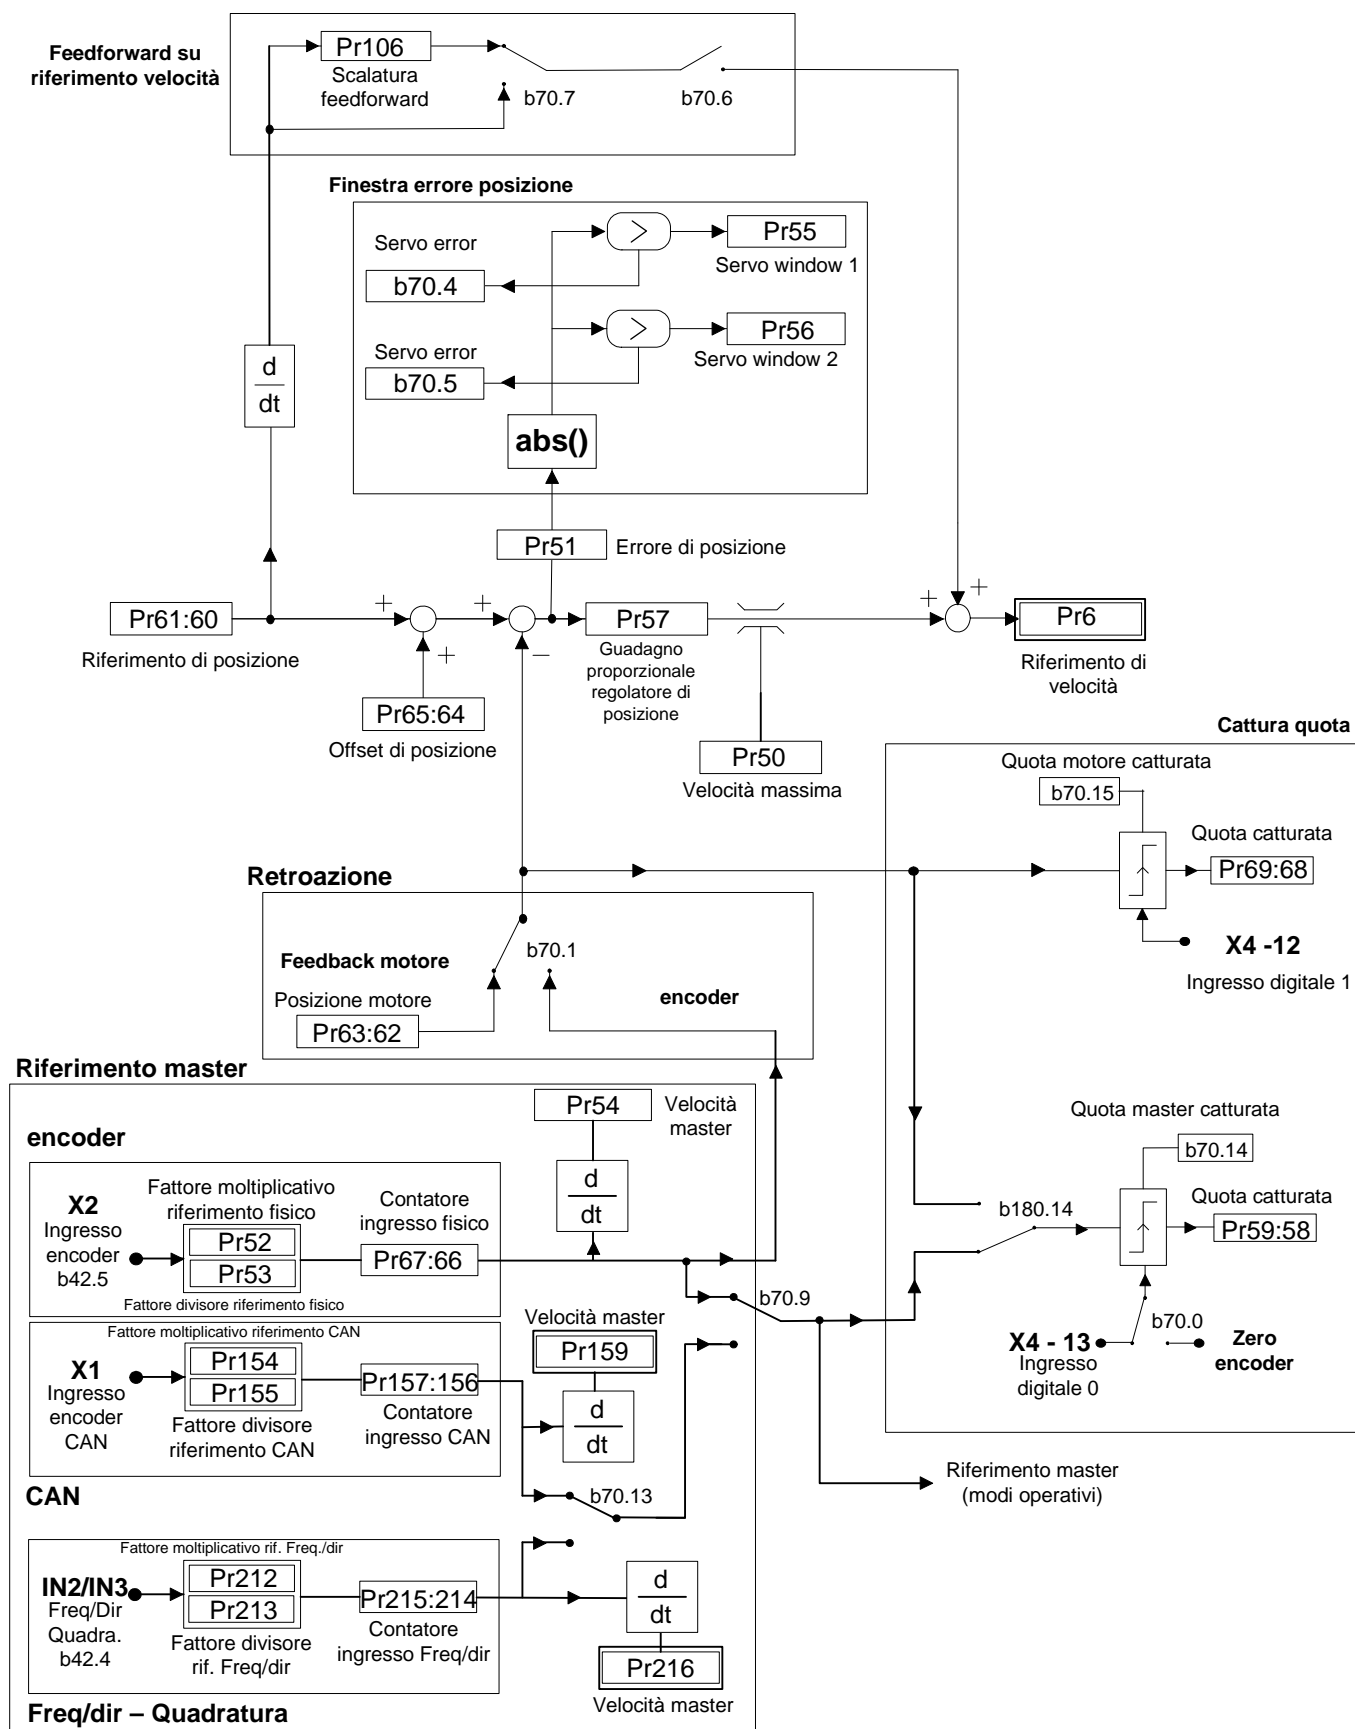 Feedforward su
riferimento velocità
Pr106
Scalatura
feedforward
b70.7
b70.6
Finestra errore posizione
Servo error
b70.4
>
Pr55
Servo window 1
Servo error
b70.5
>
Pr56
Servo window 2
d
dt
abs()
Pr51
Errore di posizione
Pr61:60
Riferimento di posizione
+
+
+
−
Pr65:64
Offset di posizione
Pr57
Guadagno
proporzionale
regolatore di
posizione
Pr50
Velocità massima
+
+
Pr6
Riferimento di
velocità
Cattura quota
Quota motore catturata
b70.15
Quota catturata
Pr69:68
X4 -12
Ingresso digitale 1
Retroazione
Feedback motore
b70.1
encoder
Posizione motore
Pr63:62
Riferimento master
Pr54
Velocità
master
d
dt
encoder
X2
Ingresso
encoder
b42.5
Fattore moltiplicativo
riferimento fisico
Pr52
Pr53
Fattore divisore riferimento fisico
Contatore
ingresso fisico
Pr67:66
b70.9
Quota master catturata
b70.14
b180.14
Quota catturata
Pr59:58
X4 - 13
Ingresso
digitale 0
b70.0
Zero
encoder
Fattore moltiplicativo riferimento CAN
X1
Ingresso
encoder
CAN
Pr154
Pr155
Fattore divisore
riferimento CAN
Pr157:156
Contatore
ingresso CAN
Velocità master
Pr159
d
dt
CAN
b70.13
Riferimento master
(modi operativi)
Fattore moltiplicativo rif. Freq./dir
IN2/IN3
Freq/Dir
Quadra.
b42.4
Pr212
Pr213
Fattore divisore
rif. Freq/dir
Pr215:214
Contatore
ingresso Freq/dir
d
dt
Pr216
Velocità master
Freq/dir – Quadratura